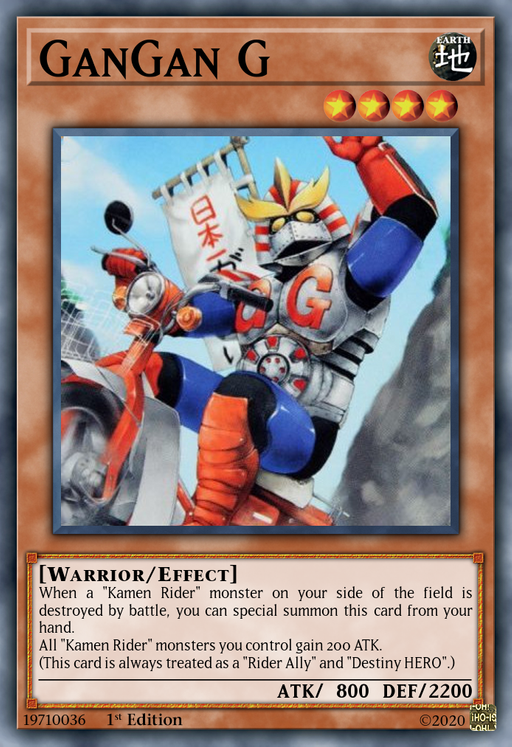 GanGan G
EARTH
地
日本一ガ
G G
[Warrior/Effect]
When a "Kamen Rider" monster on your side of the field is
destroyed by battle, you can special summon this card from your
hand.
All "Kamen Rider" monsters you control gain 200 ATK.
(This card is always treated as a "Rider Ally" and "Destiny HERO".)
ATK/ 800 DEF/2200
19710036 1st Edition ©2020